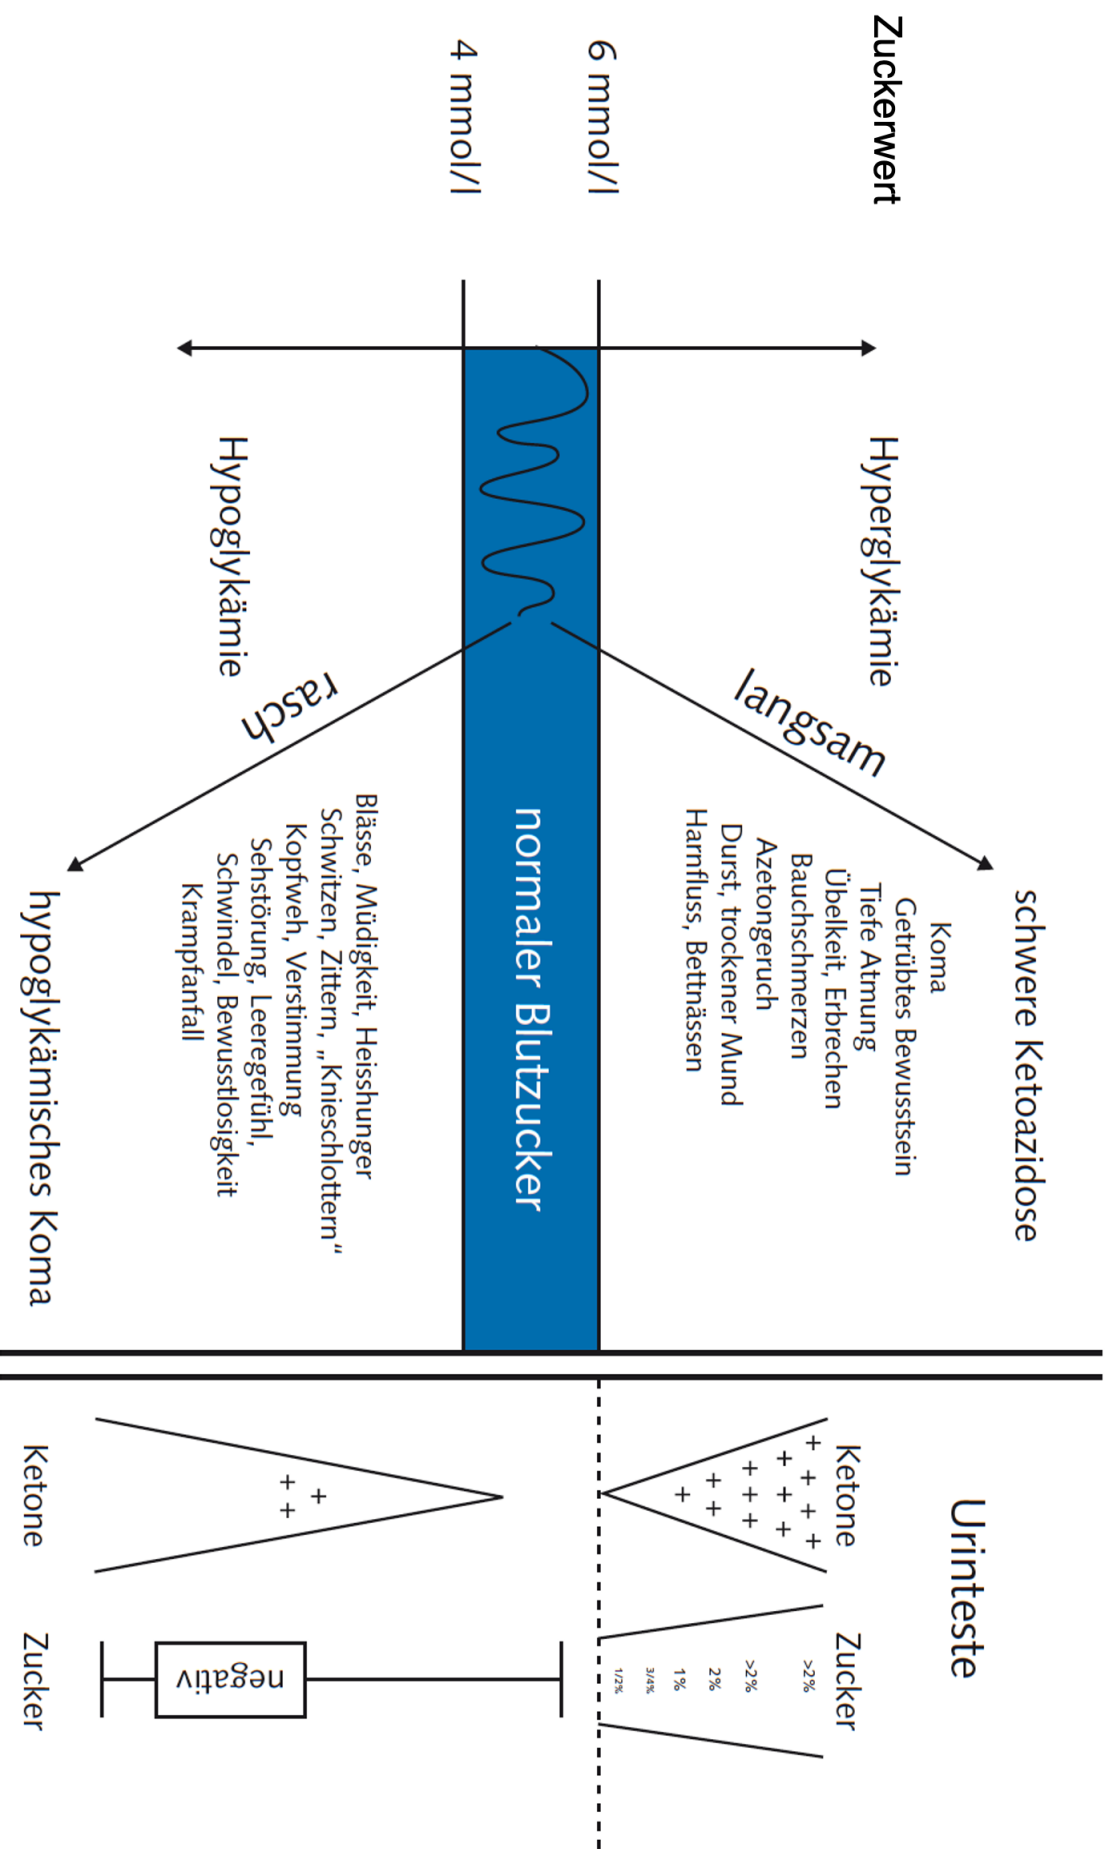 Zuckerwert
6 mmol/l
4 mmol/l
Hyperglykämie
Hypoglykämie
langsam
rasch
schwere Ketoazidose
Koma
Getrübtes Bewusstsein
Tiefe Atmung
Übelkeit, Erbrechen
Bauchschmerzen
Azetongeruch
Durst, trockener Mund
Harnfluss, Bettnässen
normaler Blutzucker
Blässe, Müdigkeit, Heisshunger
Schwitzen, Zittern, „Knieschlottern“
Kopfweh, Verstimmung
Sehstörung, Leeregefühl,
Schwindel, Bewusstlosigkeit
Krampfanfall
hypoglykämisches Koma
Urinteste
Ketone
+ + + +
+ + +
+ + +
+ +
+
Zucker
>2%
>2%
2%
1%
3/4%
1/2%
+
+ +
negativ
Ketone
Zucker